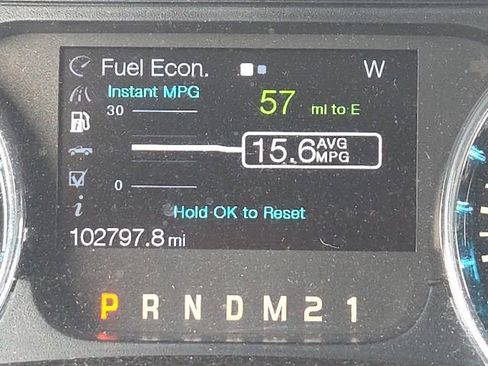 Fuel Econ. W
Instant MPG
30
57 mi to E
15.6 AVG MPG
0
Hold OK to Reset
i
102797.8 mi
P R N D M 2 1